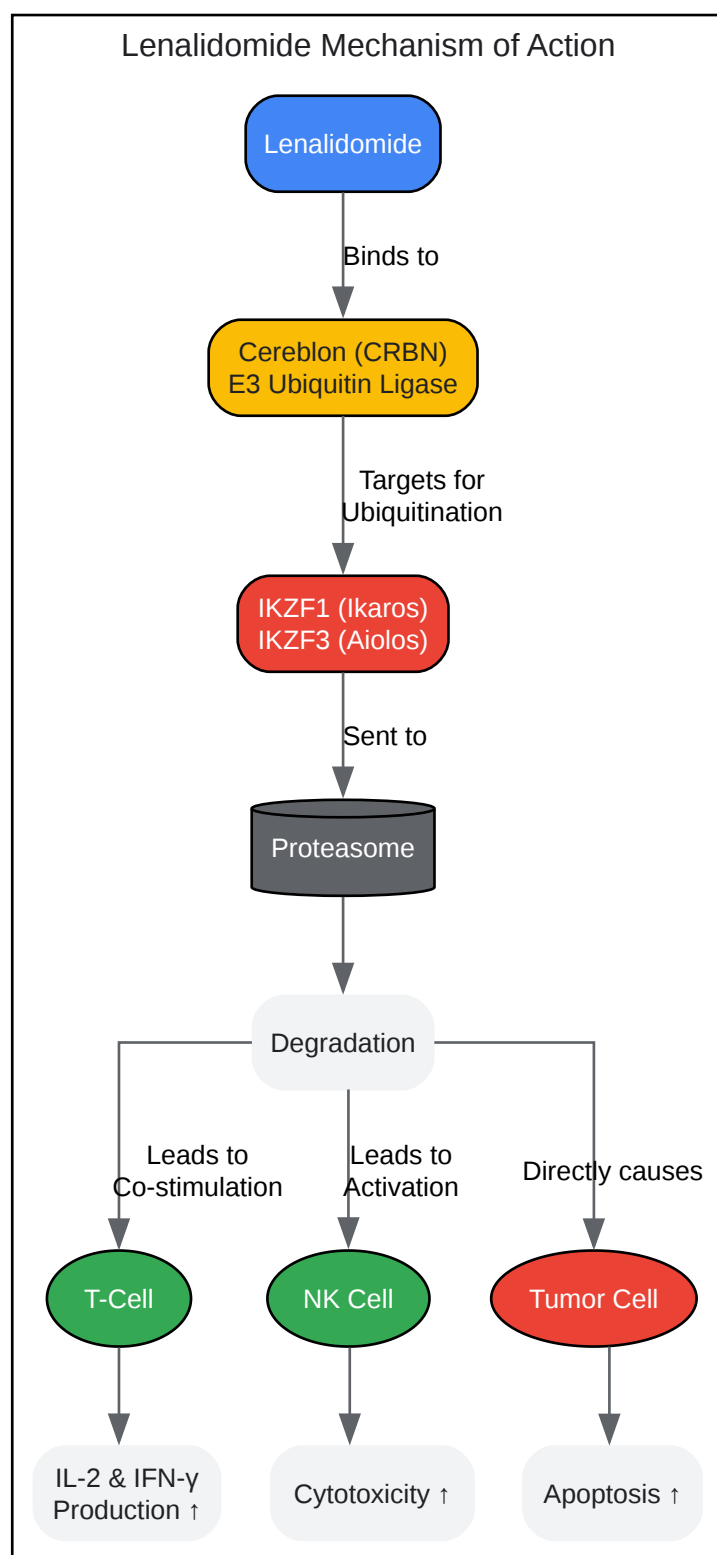 Lenalidomide Mechanism of Action
Lenalidomide
Binds to
Cereblon (CRBN)
E3 Ubiquitin Ligase
Targets for
Ubiquitination
IKZF1 (Ikaros)
IKZF3 (Aiolos)
Sent to
Proteasome
Degradation
Leads to
Co-stimulation
Leads to
Activation
Directly causes
T-Cell
NK Cell
Tumor Cell
IL-2 & IFN-γ
Production ↑
Cytotoxicity ↑
Apoptosis ↑